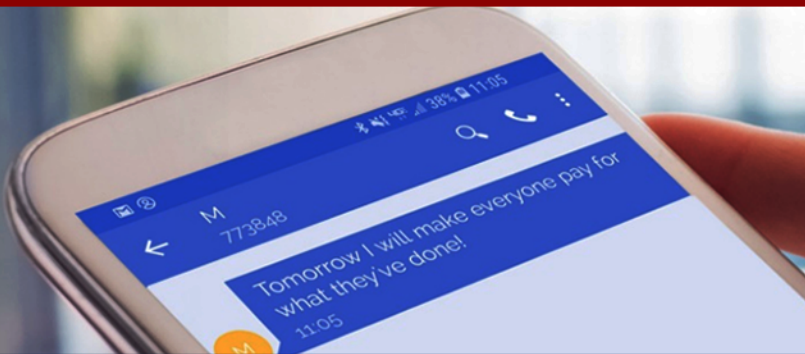 38% 11:05
M
773848
Tomorrow I will make everyone pay for
what they've done!
11:05
M